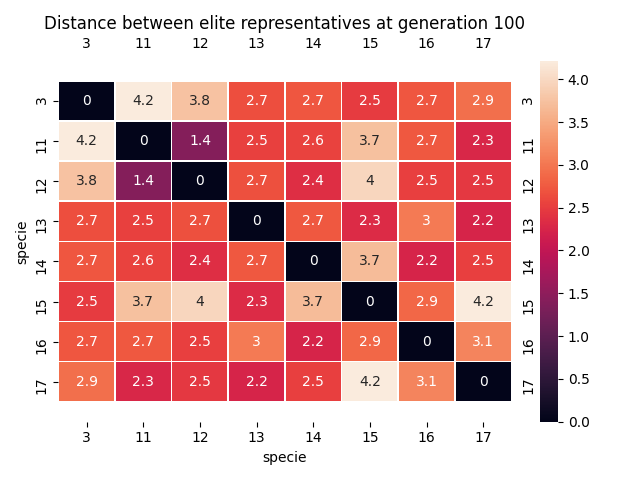 Distance between elite representatives at generation 100
3 11 12 13 14 15 16 17
3 0 4.2 3.8 2.7 2.7 2.5 2.7 2.9 3
11 4.2 0 1.4 2.5 2.6 3.7 2.7 2.3 11
12 3.8 1.4 0 2.7 2.4 4 2.5 2.5 12
13 2.7 2.5 2.7 0 2.7 2.3 3 2.2 13
14 2.7 2.6 2.4 2.7 0 3.7 2.2 2.5 14
15 2.5 3.7 4 2.3 3.7 0 2.9 4.2 15
16 2.7 2.7 2.5 3 2.2 2.9 0 3.1 16
17 2.9 2.3 2.5 2.2 2.5 4.2 3.1 0 17
3 11 12 13 14 15 16 17
specie
specie
4.0
3.5
3.0
2.5
2.0
1.5
1.0
0.5
0.0